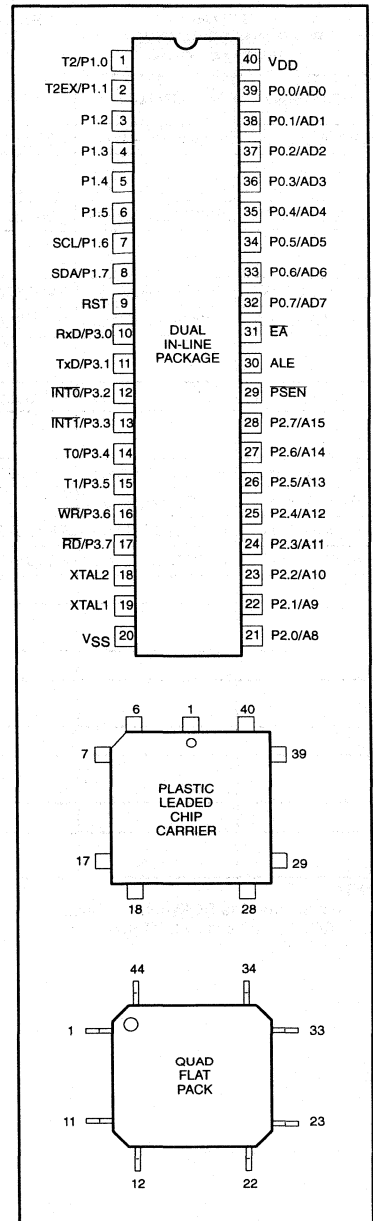 T2/P1.0 1 40 VDD
T2EX/P1.1 2 39 P0.0/AD0
P1.2 3 38 P0.1/AD1
P1.3 4 37 P0.2/AD2
P1.4 5 36 P0.3/AD3
P1.5 6 35 P0.4/AD4
SCL/P1.6 7 34 P0.5/AD5
SDA/P1.7 8 33 P0.6/AD6
RST 9 32 P0.7/AD7
RxD/P3.0 10 31 E̅A̅
TxD/P3.1 11 30 ALE
I̅N̅T̅0̅/P3.2 12 29 P̅S̅E̅N̅
I̅N̅T̅1̅/P3.3 13 28 P2.7/A15
T0/P3.4 14 27 P2.6/A14
T1/P3.5 15 26 P2.5/A13
W̅R̅/P3.6 16 25 P2.4/A12
R̅D̅/P3.7 17 24 P2.3/A11
XTAL2 18 23 P2.2/A10
XTAL1 19 22 P2.1/A9
VSS 20 21 P2.0/A8
DUAL
IN-LINE
PACKAGE
6 1 40
7 39
PLASTIC
LEADED
CHIP
CARRIER
17 29
18 28
44 34
1 33
QUAD
FLAT
PACK
11 23
12 22